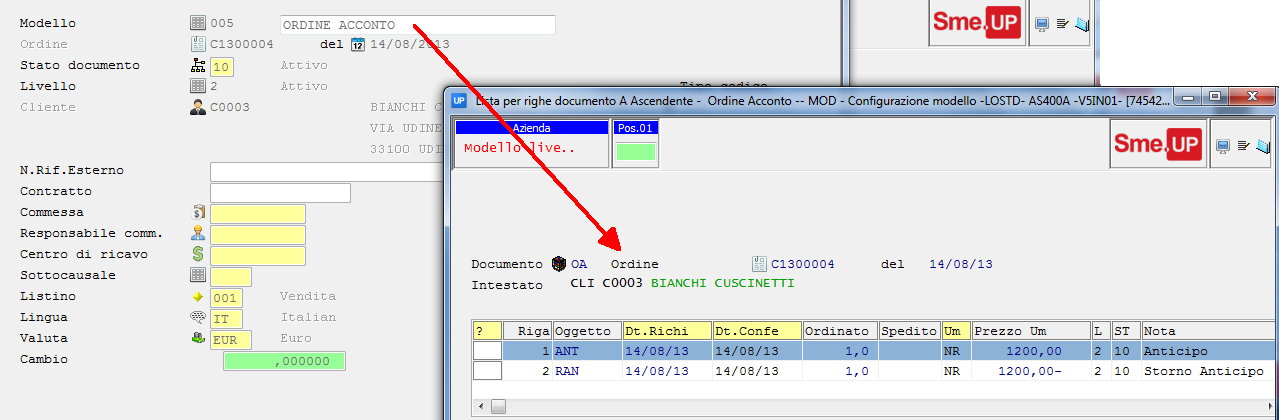 Modello 005 ORDINE ACCONTO
Ordine C1300004 del 12 14/08/2013
Stato documento 10 Attivo
Livello 2 Attivo
Cliente C0003 BIANCHI C
VIA UDINE
33100 UDI
N.Rif.Esterno
Contratto
Commessa
Responsabile comm.
Centro di ricavo
Sottocausale
Listino 001 Vendita
Lingua IT Italian
Valuta EUR Euro
Cambio ,000000
Sme.UP
UP Lista per righe documento A Ascendente - Ordine Acconto -- MOD - Configurazione modello -LOSTD- AS400A -V5IN01- [74542...
Azienda Pos.01
Modello live..
Sme.UP
Documento OA Ordine C1300004 del 14/08/13
Intestato CLI C0003 BIANCHI CUSCINETTI
? Riga Oggetto Dt.Richi Dt.Confe Ordinato Spedito Um Prezzo Um L ST Nota
1 ANT 14/08/13 14/08/13 1,0 NR 1200,00 2 10 Anticipo
2 RAN 14/08/13 14/08/13 1,0 NR 1200,00- 2 10 Storno Anticipo